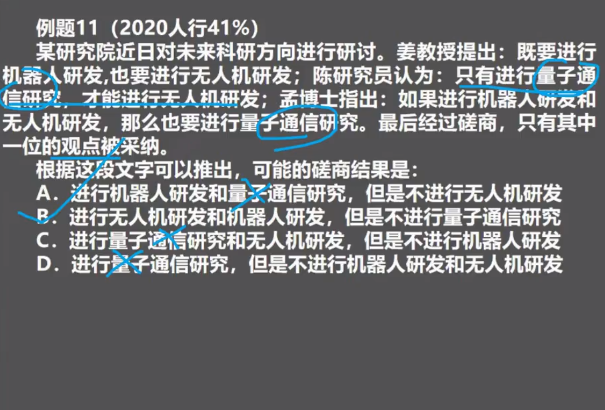 例题11（2020人行41%）
某研究院近日对未来科研方向进行研讨。姜教授提出：既要进行
机器人研发,也要进行无人机研发；陈研究员认为：只有进行量子通
信研究，才能进行无人机研发；孟博士指出：如果进行机器人研发和
无人机研发，那么也要进行量子通信研究。最后经过磋商，只有其中
一位的观点被采纳。
根据这段文字可以推出，可能的磋商结果是：
A．进行机器人研发和量子通信研究，但是不进行无人机研发
B．进行无人机研发和机器人研发，但是不进行量子通信研究
C．进行量子通信研究和无人机研发，但是不进行机器人研发
D．进行量子通信研究，但是不进行机器人研发和无人机研发